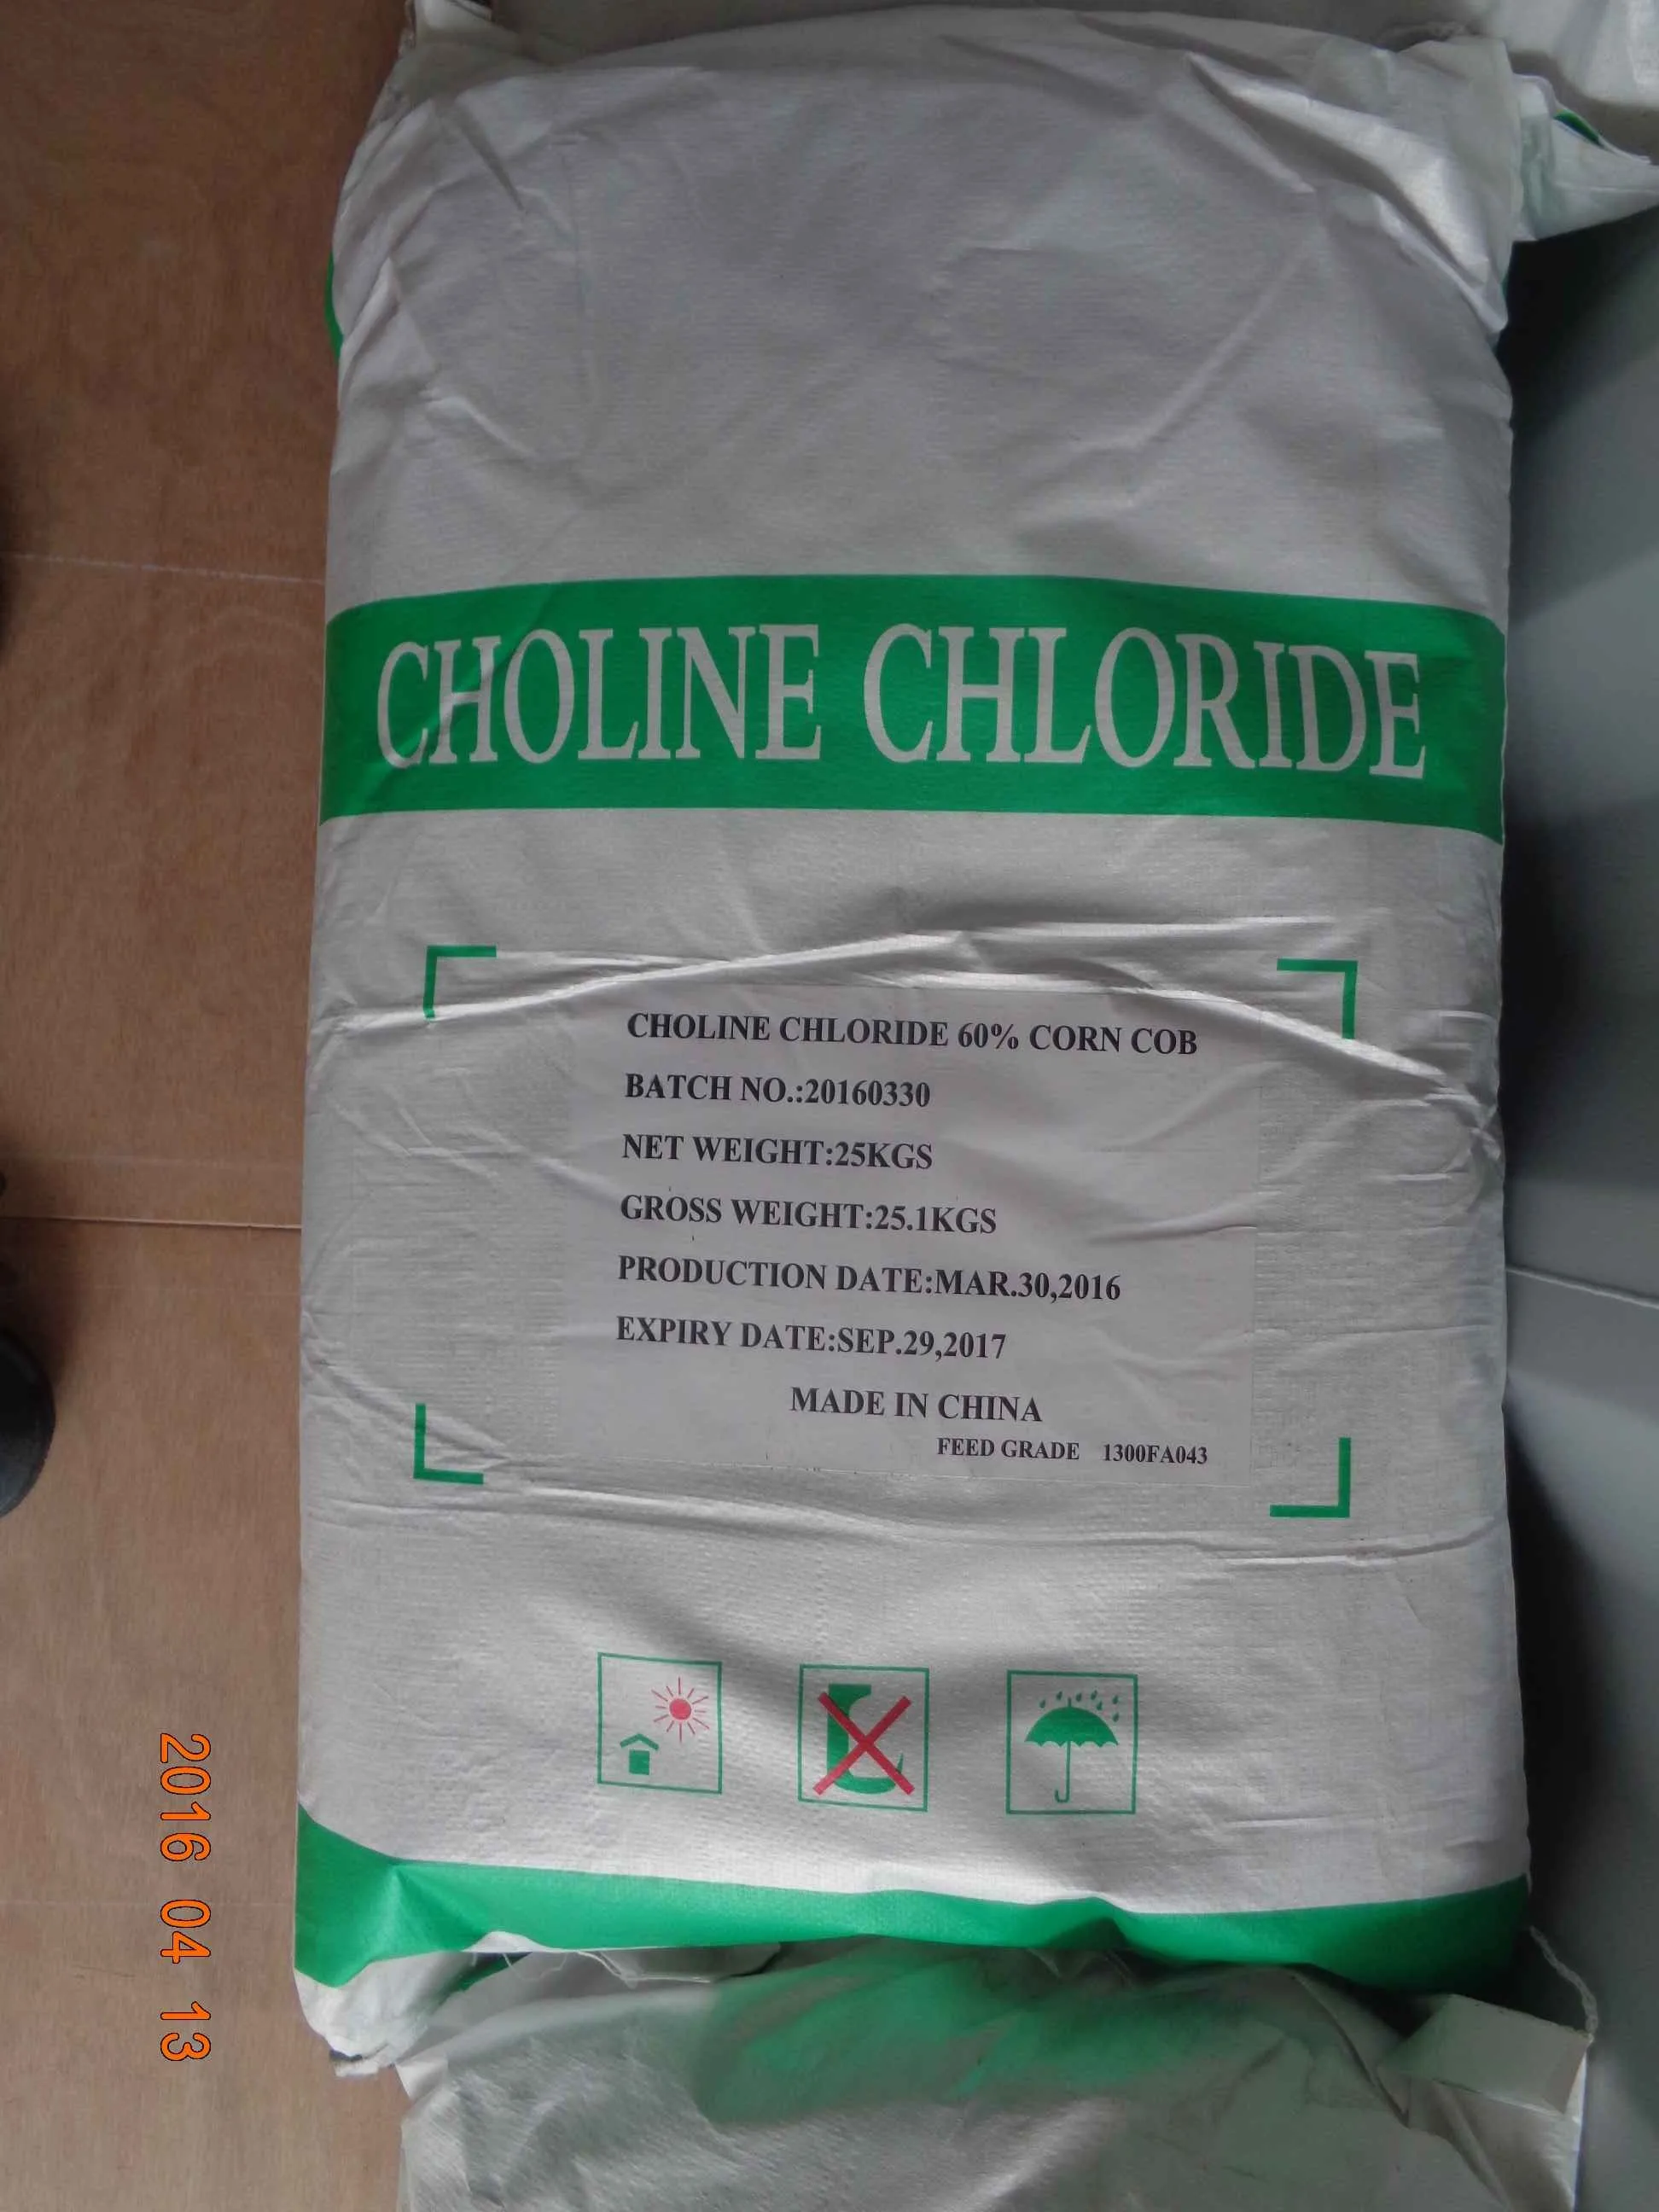 CHOLINE CHLORIDE
CHOLINE CHLORIDE 60% CORN COB
BATCH NO.:20160330
NET WEIGHT:25KGS
GROSS WEIGHT:25.1KGS
PRODUCTION DATE:MAR.30,2016
EXPIRY DATE:SEP.29,2017
MADE IN CHINA
FEED GRADE 1300FA043
2016 04 13